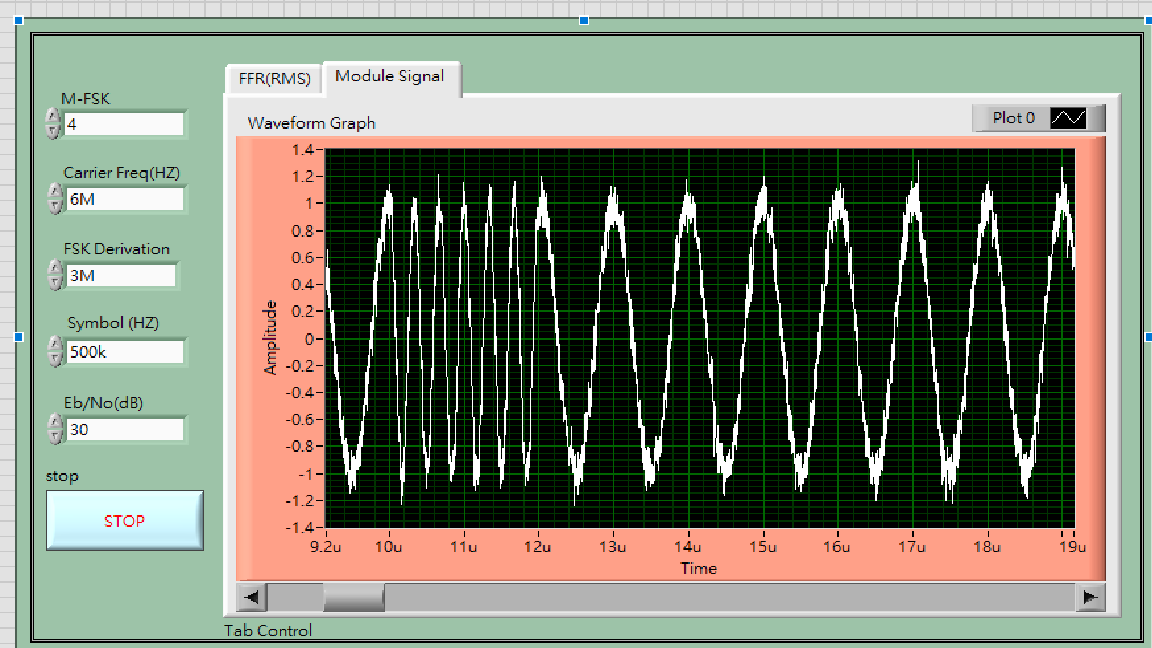 FFR(RMS)
Module Signal
M-FSK
4
Carrier Freq(HZ)
6M
FSK Derivation
3M
Symbol (HZ)
500k
Eb/No(dB)
30
stop
STOP
Waveform Graph
Plot 0
Amplitude
1.4
1.2
1
0.8
0.6
0.4
0.2
0
-0.2
-0.4
-0.6
-0.8
-1
-1.2
-1.4
9.2u 10u 11u 12u 13u 14u 15u 16u 17u 18u 19u
Time
Tab Control